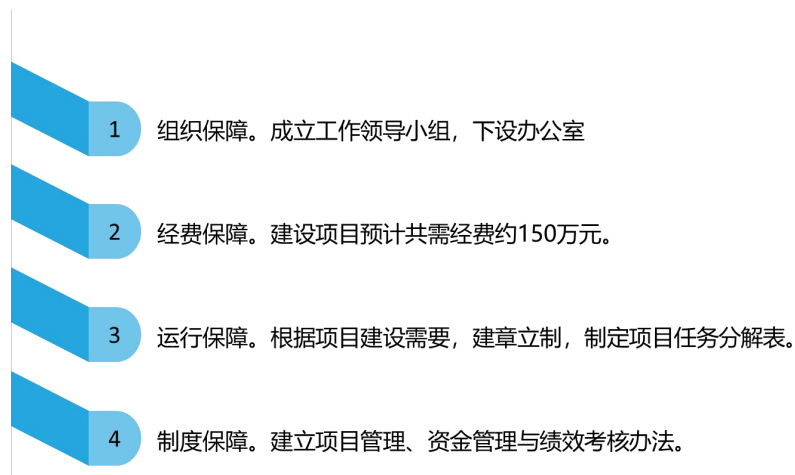 1 组织保障。成立工作领导小组，下设办公室
2 经费保障。建设项目预计共需经费约150万元。
3 运行保障。根据项目建设需要，建章立制，制定项目任务分解表。
4 制度保障。建立项目管理、资金管理与绩效考核办法。